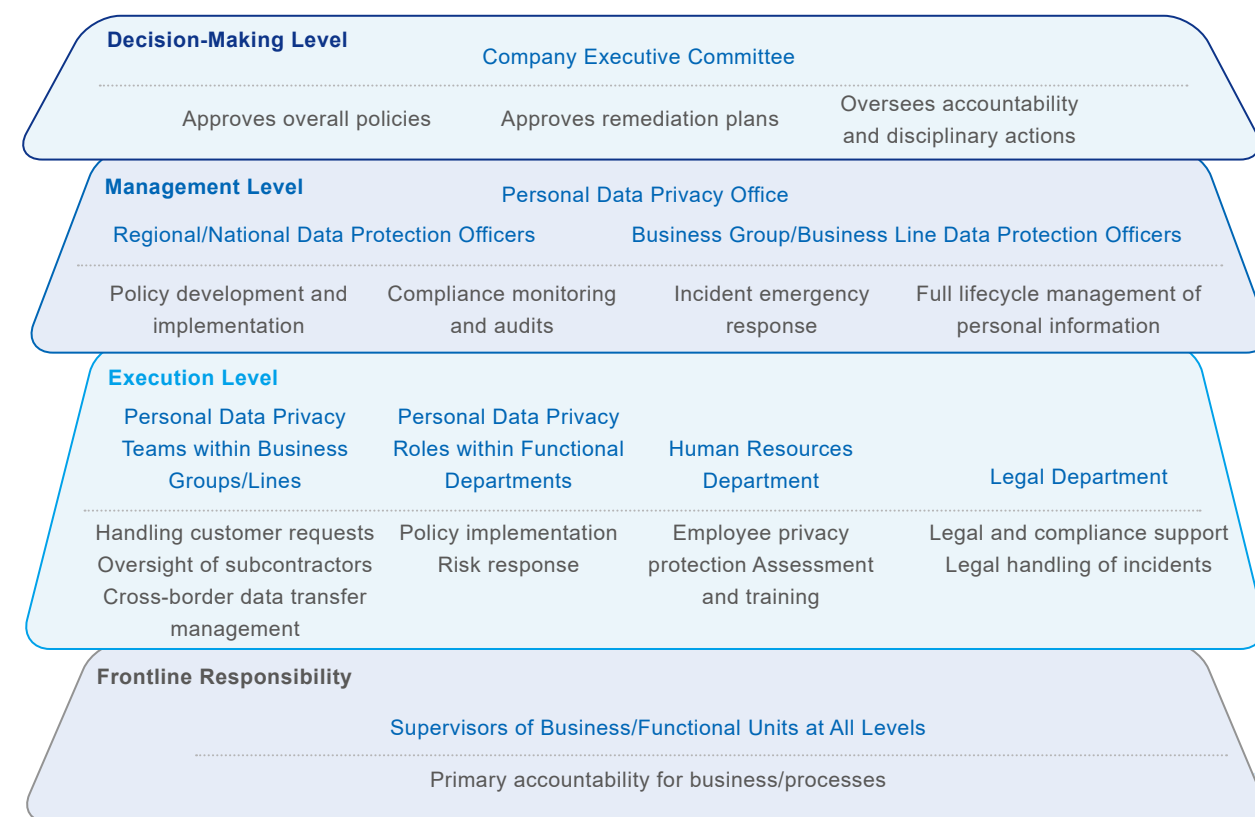 Decision-Making Level
Company Executive Committee
Approves overall policies
Approves remediation plans
Oversees accountability
and disciplinary actions
Management Level
Personal Data Privacy Office
Regional/National Data Protection Officers
Business Group/Business Line Data Protection Officers
Policy development and
implementation
Compliance monitoring
and audits
Incident emergency
response
Full lifecycle management of
personal information
Execution Level
Personal Data Privacy
Teams within Business
Groups/Lines
Personal Data Privacy
Roles within Functional
Departments
Human Resources
Department
Legal Department
Handling customer requests
Oversight of subcontractors
Cross-border data transfer
management
Policy implementation
Risk response
Employee privacy
protection Assessment
and training
Legal and compliance support
Legal handling of incidents
Frontline Responsibility
Supervisors of Business/Functional Units at All Levels
Primary accountability for business/processes